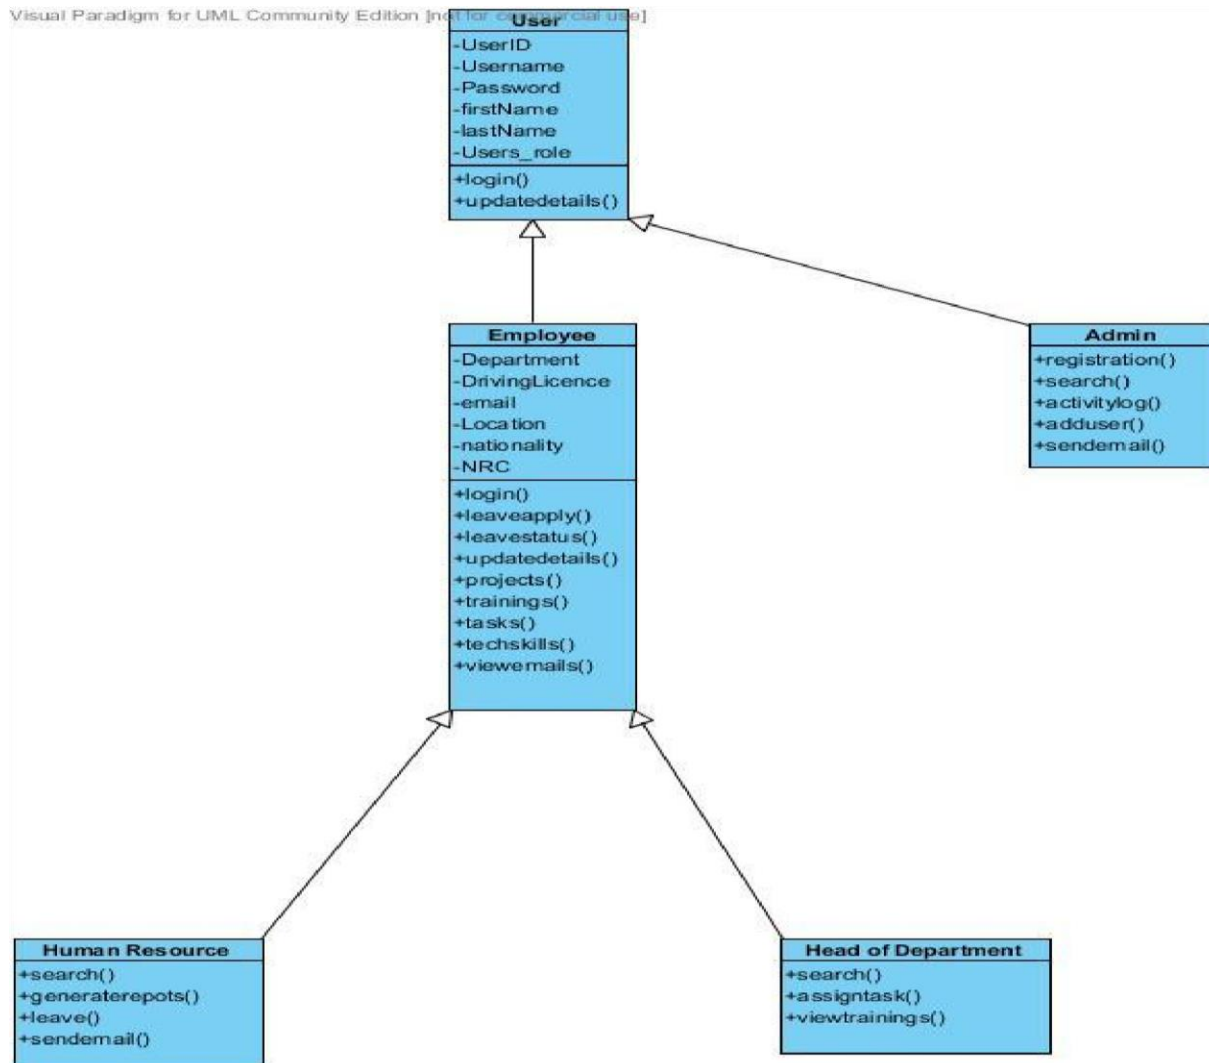 Visual Paradigm for UML Community Edition [not for commercial use]
User
-UserID
-Username
-Password
-firstName
-lastName
-Users_role
+login()
+updatedetails()
Employee
-Department
-DrivingLicence
-email
-Location
-nationality
-NRC
+login()
+leaveapply()
+leavestatus()
+updatedetails()
+projects()
+trainings()
+tasks()
+techskills()
+viewemails()
Admin
+registration()
+search()
+activitylog()
+adduser()
+sendemail()
Human Resource
+search()
+generaterepots()
+leave()
+sendemail()
Head of Department
+search()
+assigntask()
+viewtrainings()